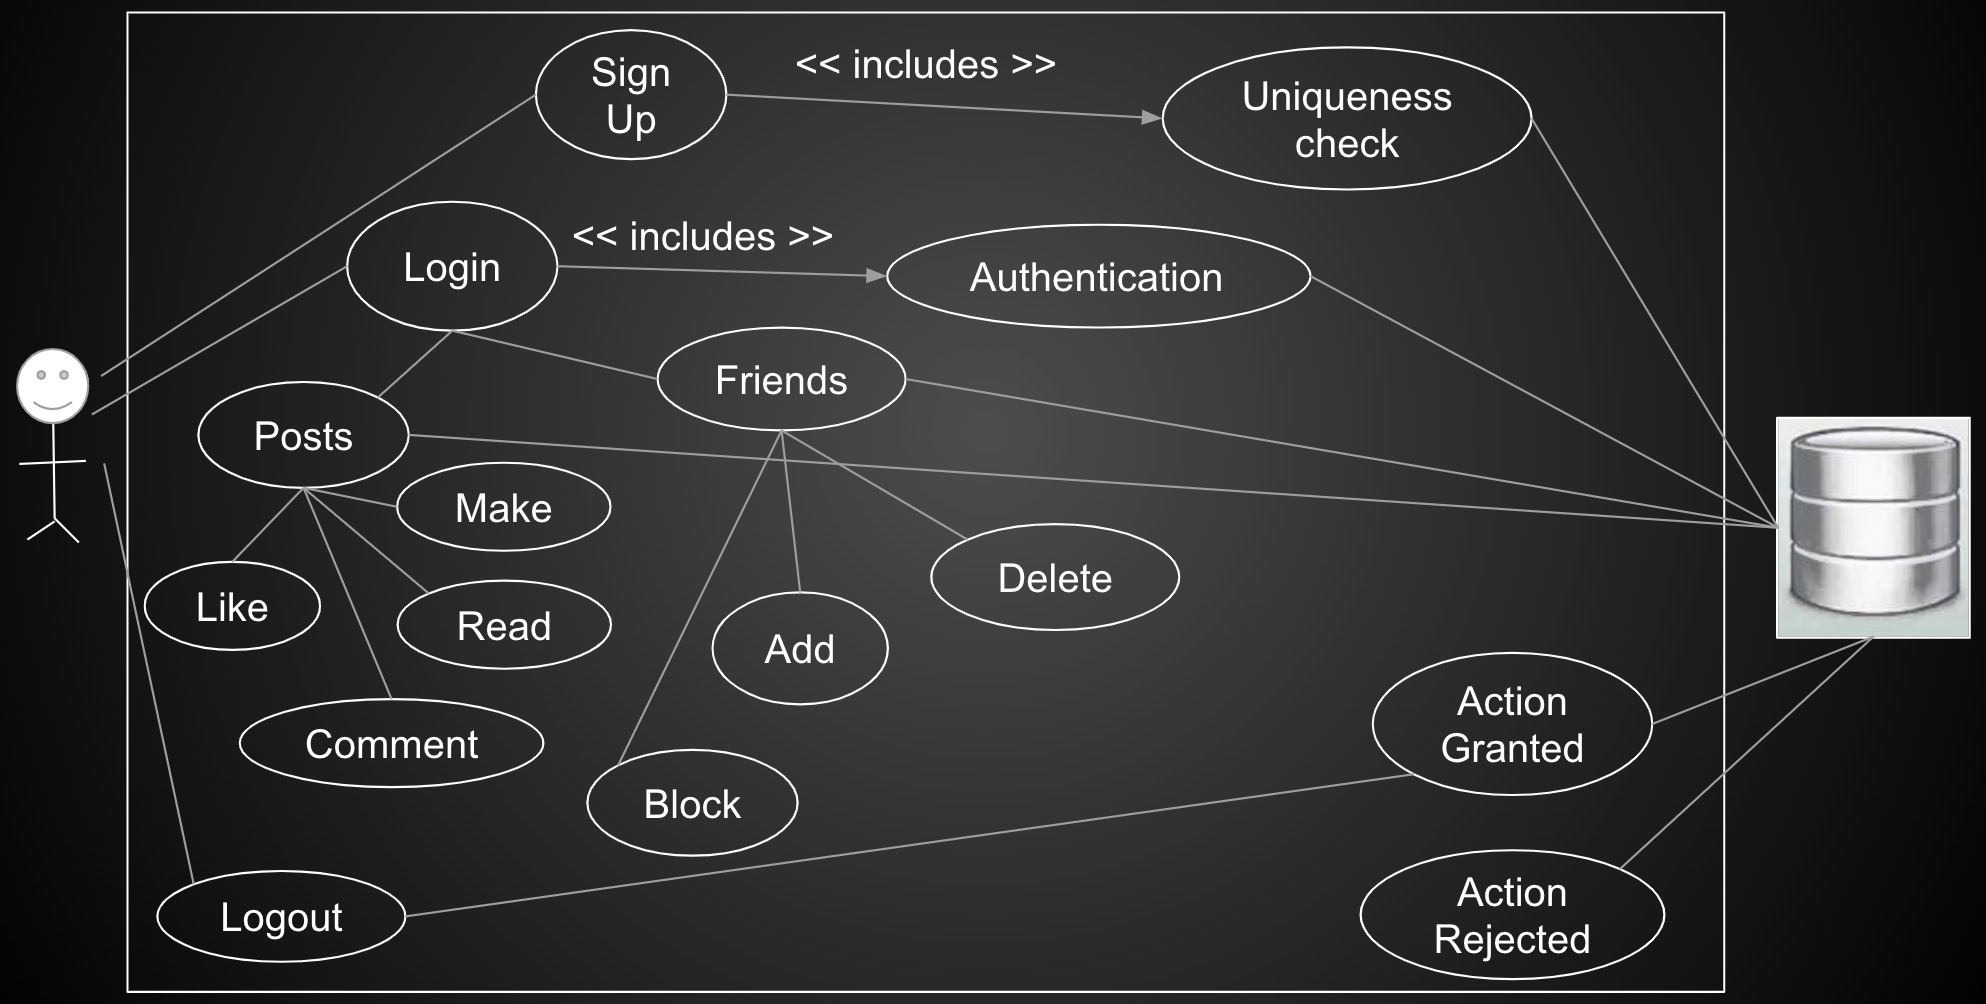 Sign
Up
<< includes >>
Uniqueness
check
Login
<< includes >>
Authentication
Friends
Posts
Make
Like
Read
Delete
Add
Comment
Block
Action
Granted
Logout
Action
Rejected